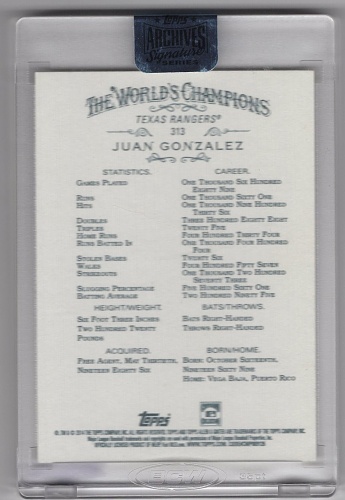 Topps
ARCHIVES
Signature
SERIES
THE WORLD'S CHAMPIONS
TEXAS RANGERS®
313
JUAN GONZALEZ
STATISTICS. CAREER.
GAMES PLAYED ONE THOUSAND SIX HUNDRED
EIGHTY NINE
RUNS ONE THOUSAND SIXTY ONE
HITS ONE THOUSAND NINE HUNDRED
THIRTY SIX
DOUBLES THREE HUNDRED EIGHTY EIGHT
TRIPLES TWENTY FIVE
HOME RUNS FOUR HUNDRED THIRTY FOUR
RUNS BATTED IN ONE THOUSAND FOUR HUNDRED
FOUR
STOLEN BASES TWENTY SIX
WALKS FOUR HUNDRED FIFTY SEVEN
STRIKEOUTS ONE THOUSAND TWO HUNDRED
SEVENTY THREE
SLUGGING PERCENTAGE FIVE HUNDRED SIXTY ONE
BATTING AVERAGE TWO HUNDRED NINETY FIVE
HEIGHT/WEIGHT. BATS/THROWS.
SIX FOOT THREE INCHES BATS RIGHT-HANDED
TWO HUNDRED TWENTY THROWS RIGHT-HANDED
POUNDS
ACQUIRED. BORN/HOME.
FREE AGENT, MAY THIRTIETH, BORN: OCTOBER SIXTEENTH,
NINETEEN EIGHTY SIX NINETEEN SIXTY NINE
HOME: VEGA BAJA, PUERTO RICO
Topps